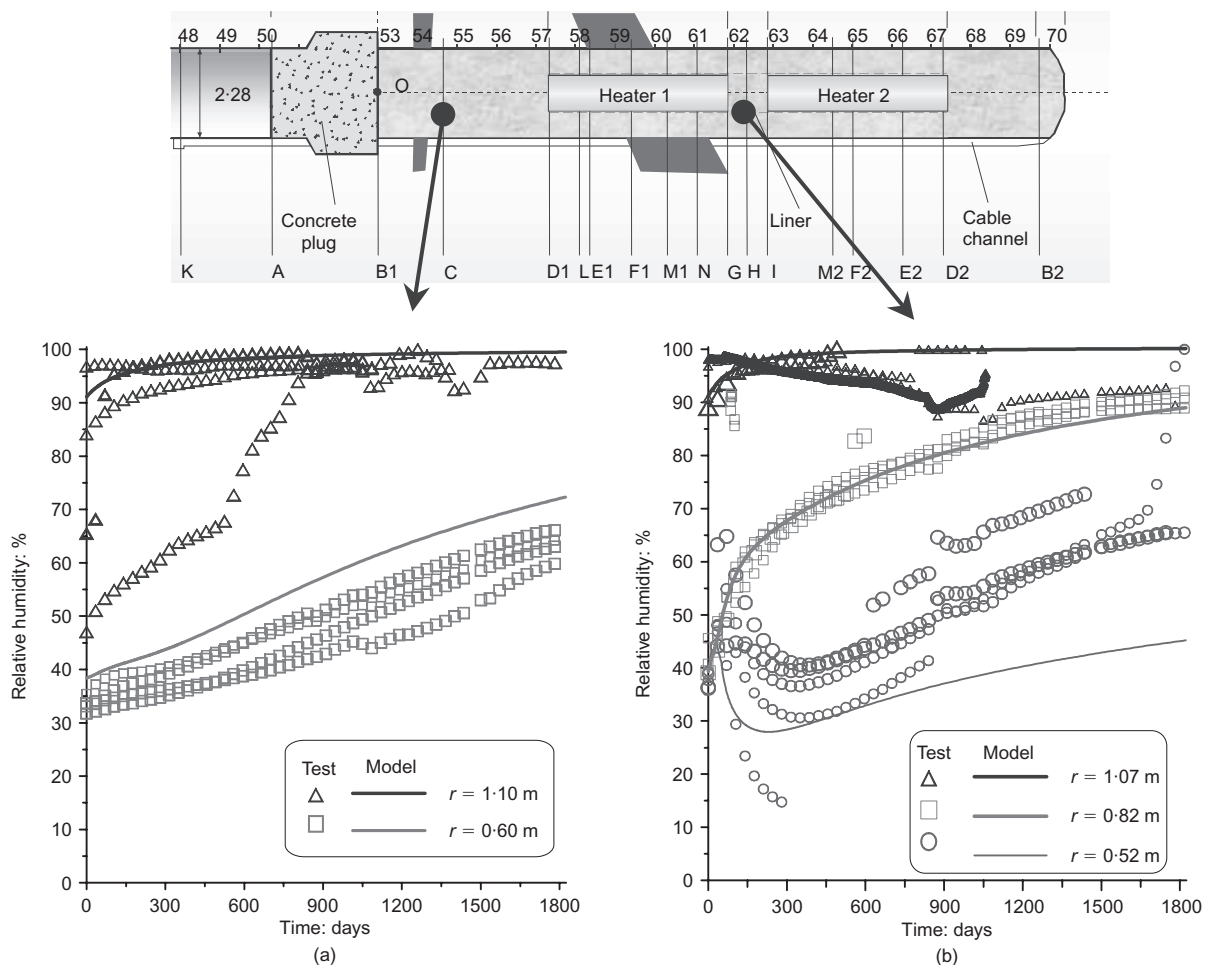 48 49 50 53 54 55 56 57 58 59 60 61 62 63 64 65 66 67 68 69 70
O
2·28
Heater 1
Heater 2
Concrete
plug
Liner
Cable
channel
K A B1 C D1 L E1 F1 M1 N G H I M2 F2 E2 D2 B2
100
90
80
70
60
50
40
30
20
10
0
Relative humidity: %
Test Model
r = 1·10 m
r = 0·60 m
0 300 600 900 1200 1500 1800
Time: days
(a)
100
90
80
70
60
50
40
30
20
10
0
Relative humidity: %
Test Model
r = 1·07 m
r = 0·82 m
r = 0·52 m
0 300 600 900 1200 1500 1800
Time: days
(b)